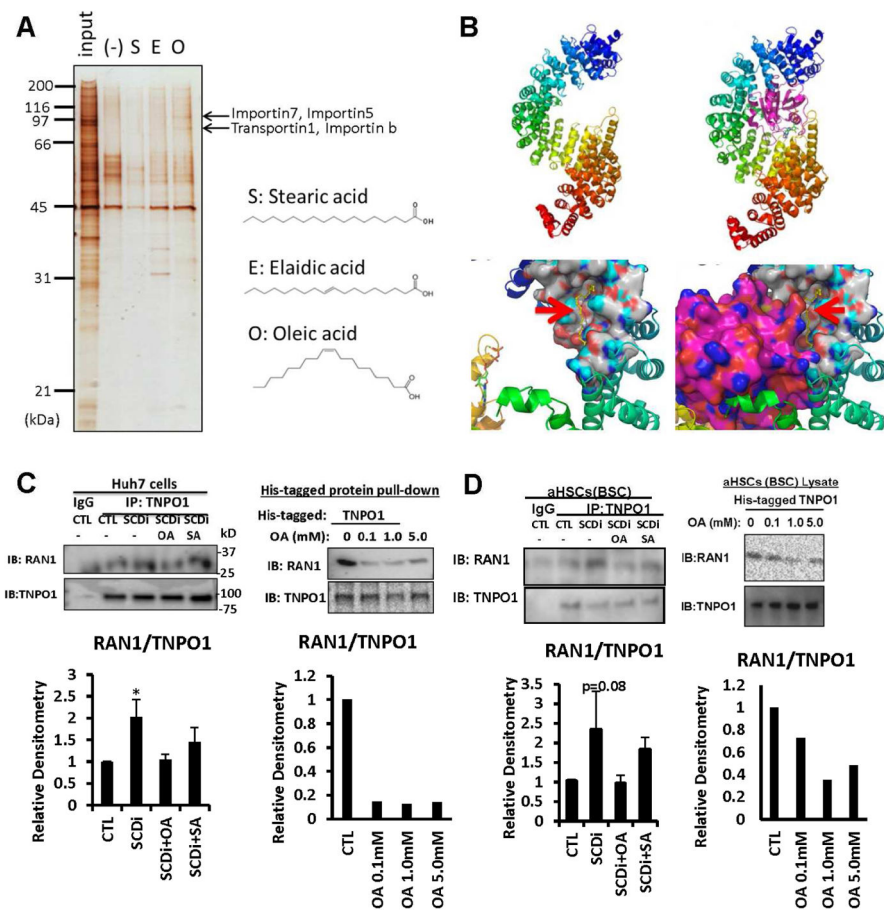 A
input
(-) S E O
200
116
97
66
45
31
21
(kDa)
Importin7, Importin5
Transportin1, Importin b
S: Stearic acid
O
OH
E: Elaidic acid
O
OH
O: Oleic acid
O
OH
B
C
Huh7 cells
IgG IP: TNPO1
CTL CTL SCDi SCDi SCDi
- - - OA SA kD
IB: RAN1
37
25
IB:TNPO1
100
75
His-tagged protein pull-down
His-tagged: TNPO1
OA (mM): 0 0.1 1.0 5.0
IB: RAN1
IB: TNPO1
RAN1/TNPO1
Relative Densitometry
3
2.5
2
1.5
1
0.5
0
*
CTL
SCDi
SCDi+OA
SCDi+SA
RAN1/TNPO1
Relative Densitometry
1.2
1
0.8
0.6
0.4
0.2
0
CTL
OA 0.1mM
OA 1.0mM
OA 5.0mM
D
aHSCs(BSC)
IgG IP:TNPO1
CTL CTL SCDi SCDi SCDi
- - - OA SA
IB: RAN1
IB: TNPO1
aHSCs (BSC) Lysate
His-tagged TNPO1
OA (mM): 0 0.1 1.0 5.0
IB:RAN1
IB:TNPO1
RAN1/TNPO1
Relative Densitometry
3.5
3
2.5
2
1.5
1
0.5
0
p=0.08
CTL
SCDi
SCDi+OA
SCDi+SA
RAN1/TNPO1
Relative Densitometry
1.2
1
0.8
0.6
0.4
0.2
0
CTL
OA 0.1mM
OA 1.0mM
OA 5.0mM